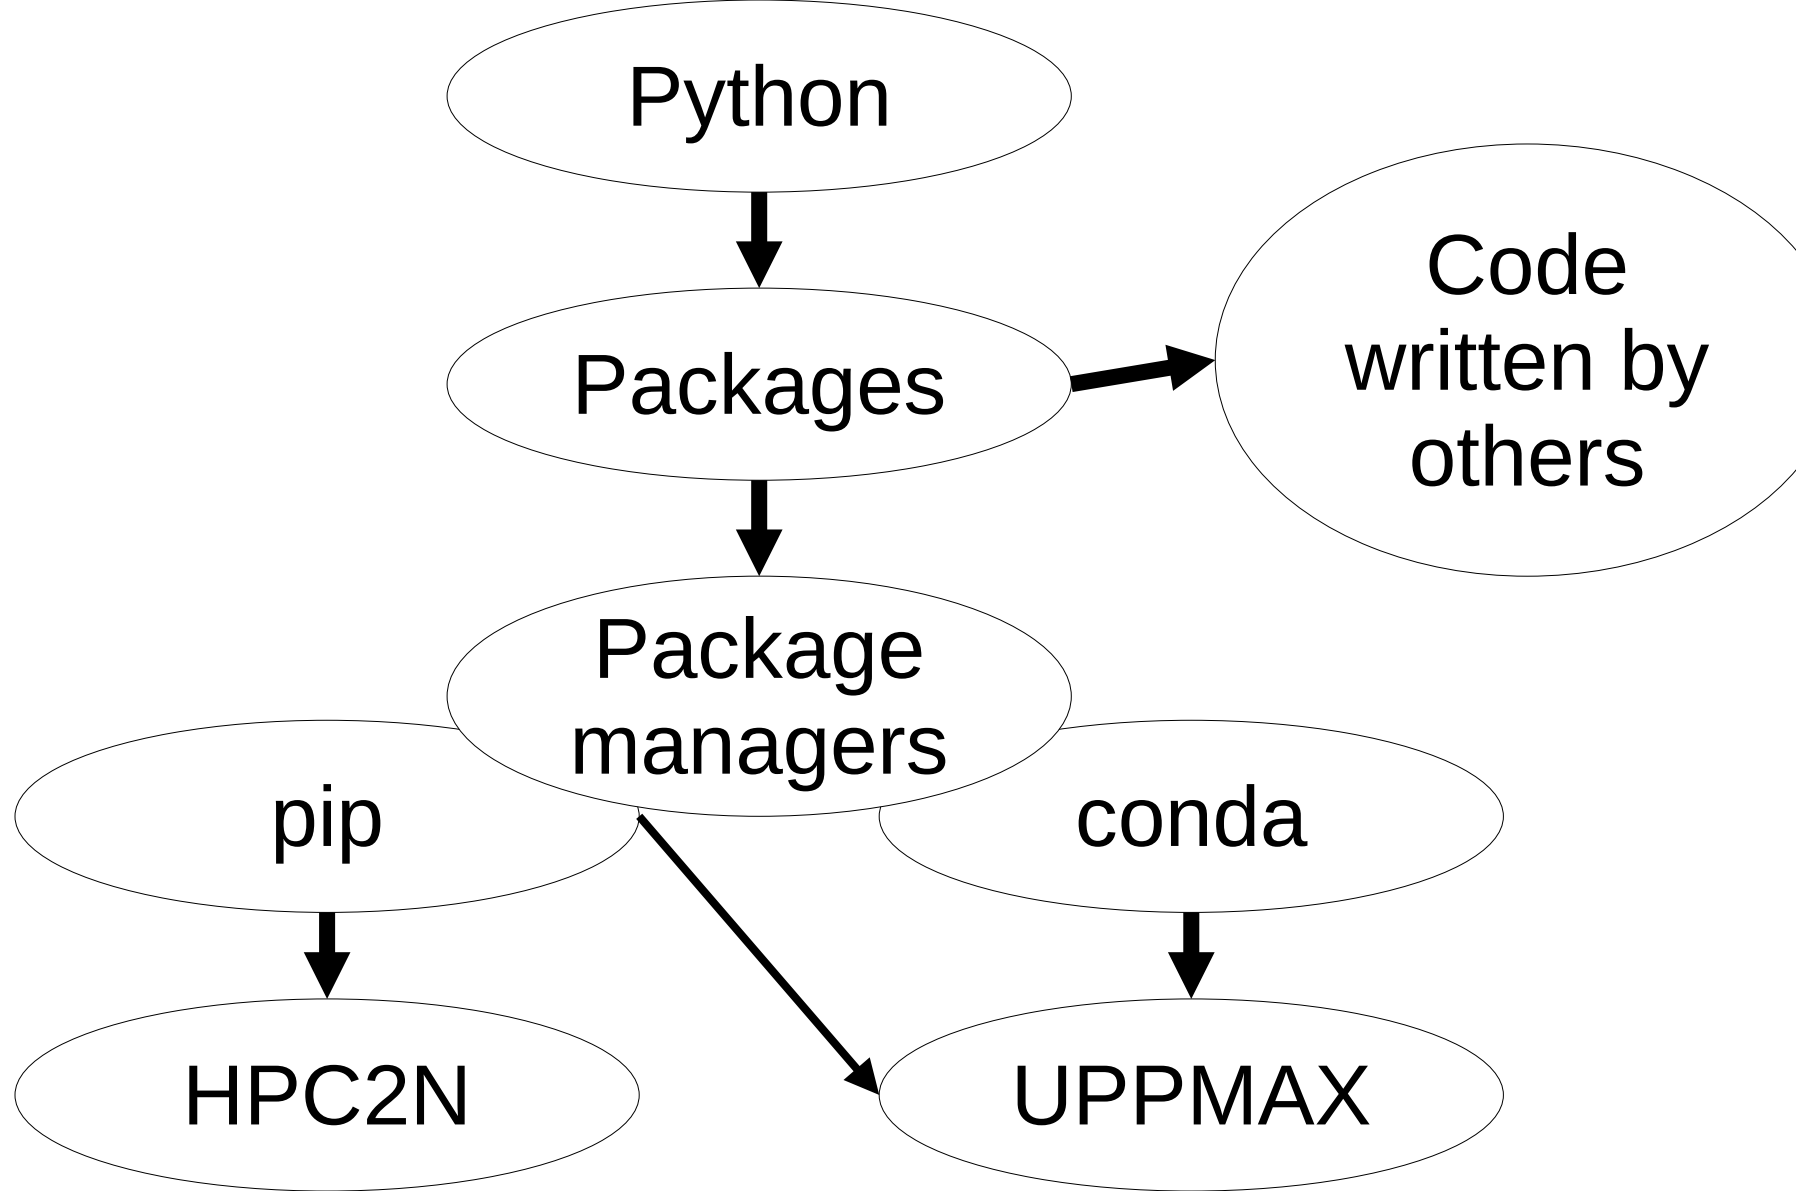 Python
Code
written by
others
Packages
Package
managers
pip
conda
HPC2N
UPPMAX